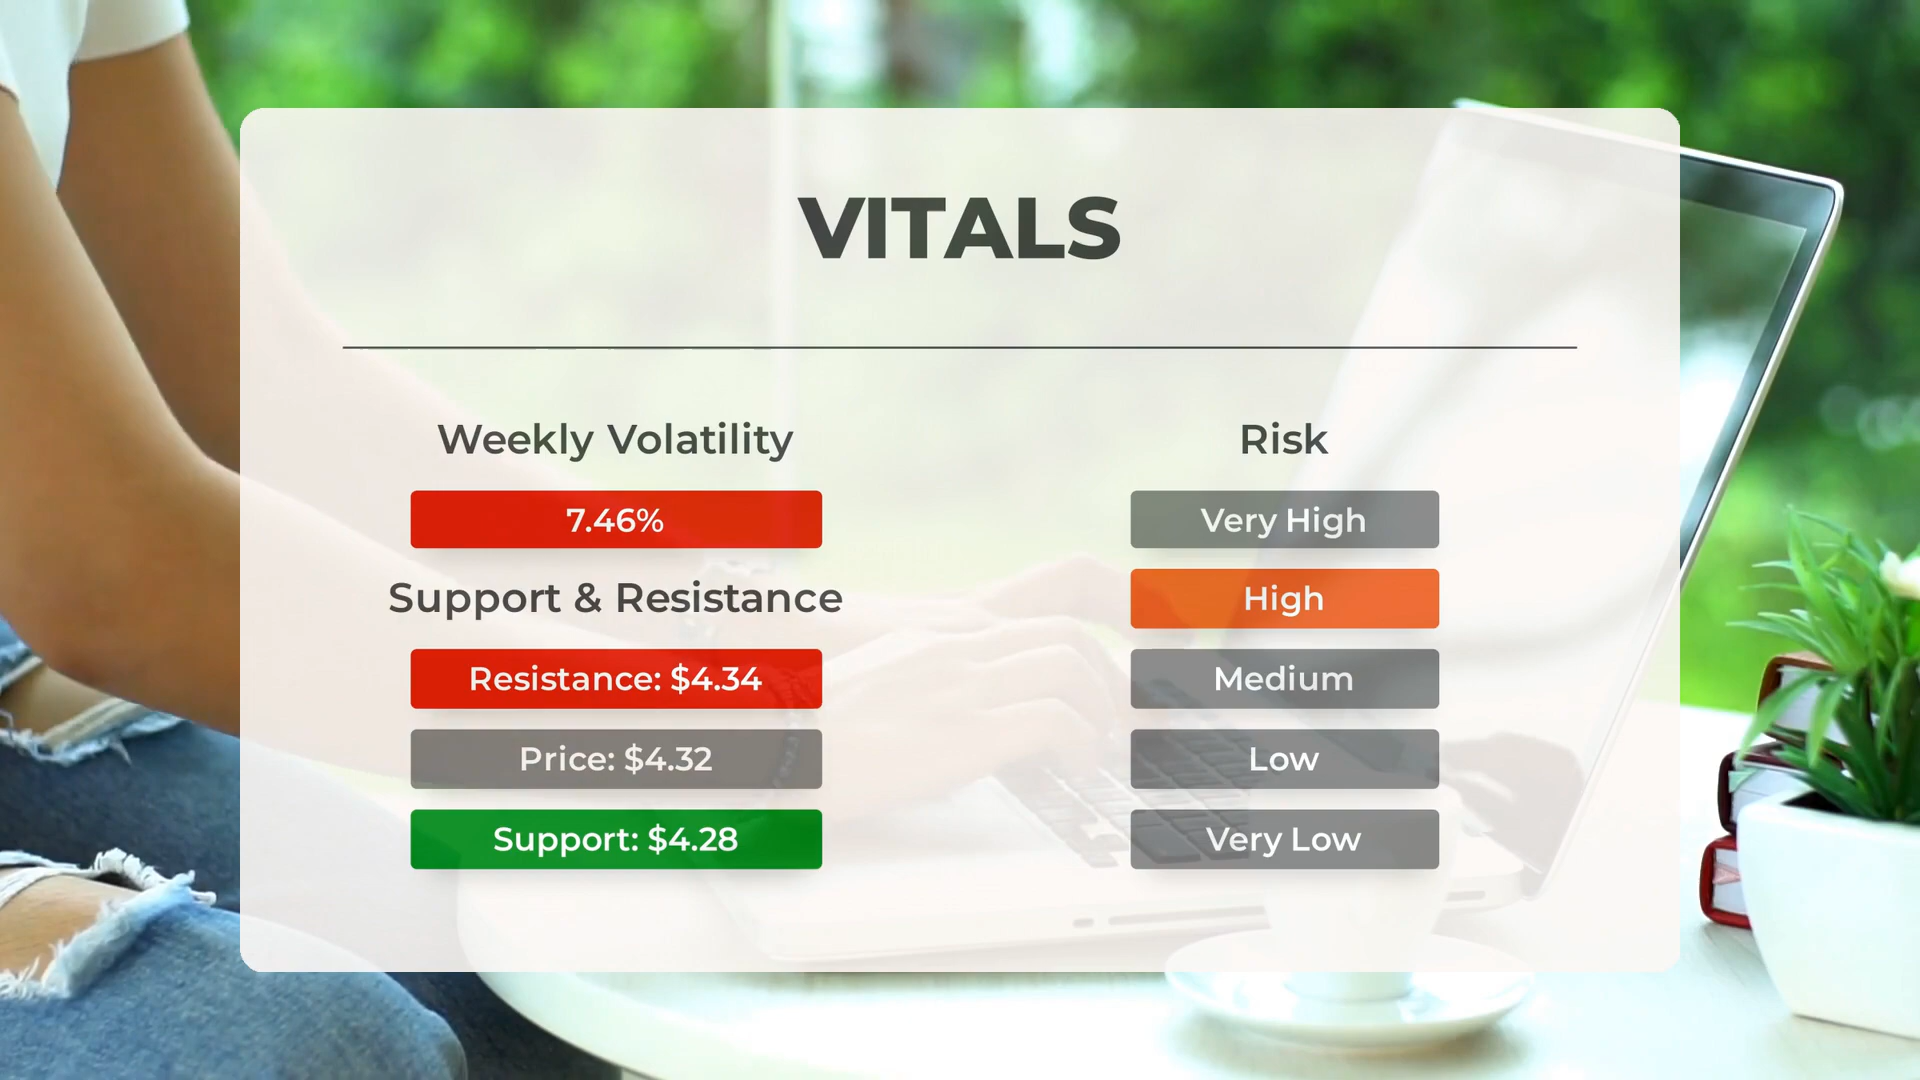 VITALS
Weekly Volatility
7.46%
Support & Resistance
Resistance: $4.34
Price: $4.32
Support: $4.28
Risk
Very High
High
Medium
Low
Very Low